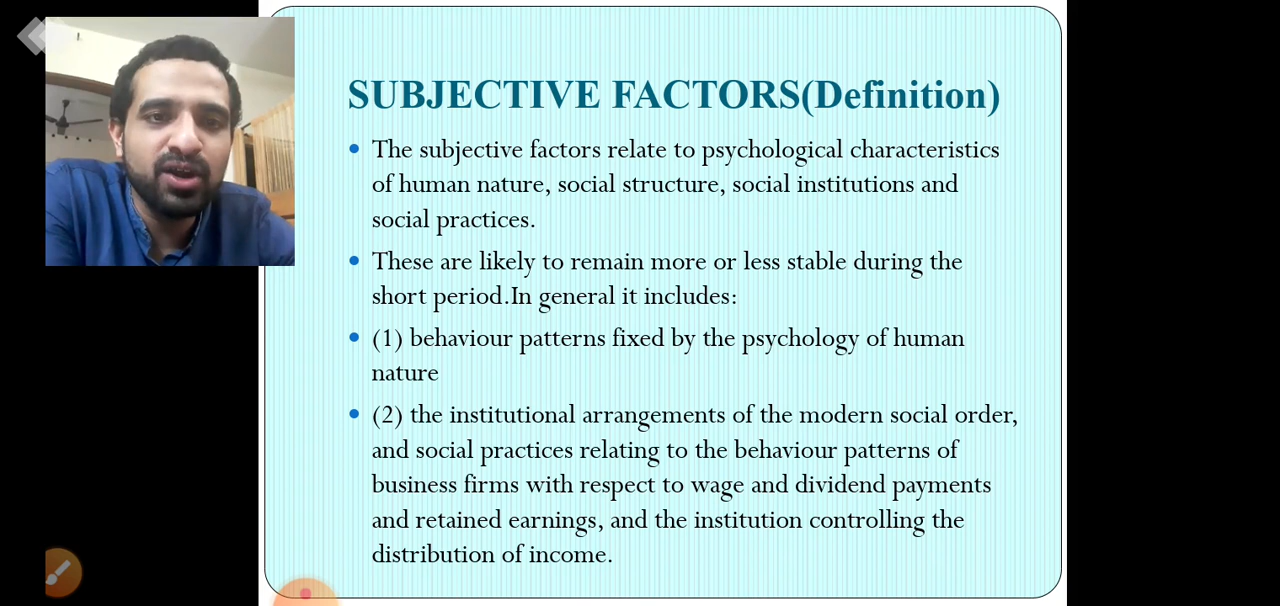 SUBJECTIVE FACTORS(Definition)
The subjective factors relate to psychological characteristics
of human nature, social structure, social institutions and
social practices.
These are likely to remain more or less stable during the
short period.In general it includes:
(1) behaviour patterns fixed by the psychology of human
nature
(2) the institutional arrangements of the modern social order,
and social practices relating to the behaviour patterns of
business firms with respect to wage and dividend payments
and retained earnings, and the institution controlling the
distribution of income.